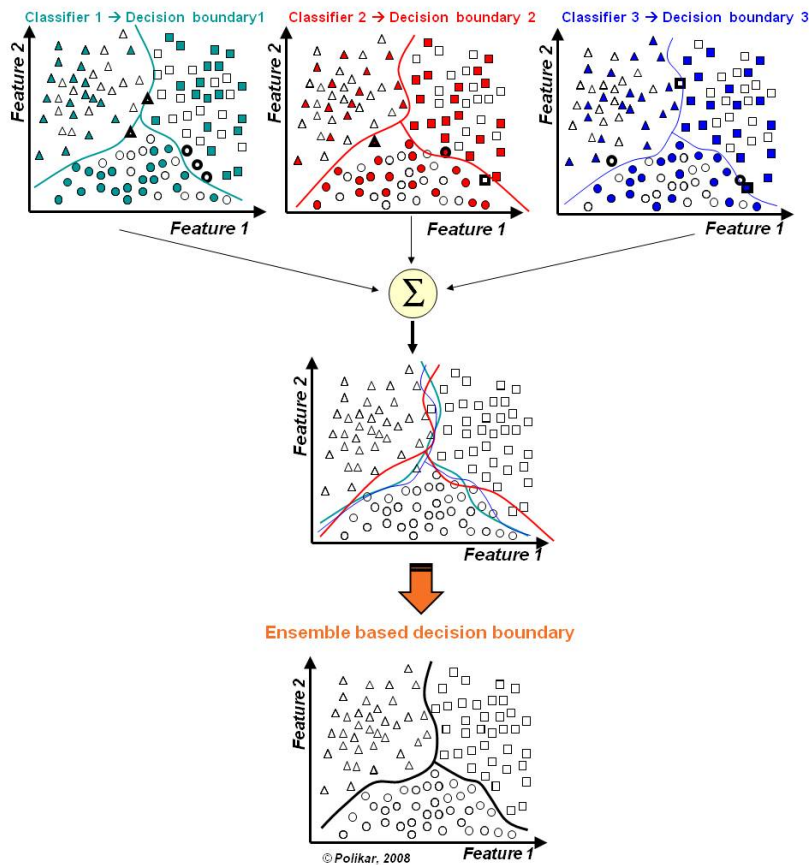 Classifier 1 → Decision boundary1
Classifier 2 → Decision boundary 2
Classifier 3 → Decision boundary 3
Feature 2
Feature 1
Feature 2
Feature 1
Feature 2
Feature 1
Σ
Feature 2
Feature 1
Ensemble based decision boundary
Feature 2
Feature 1
© Polikar, 2008